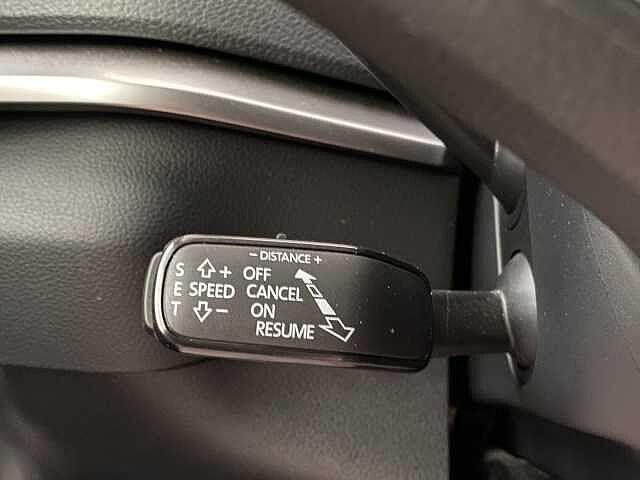 − DISTANCE +
S + OFF
E SPEED CANCEL
T − ON
RESUME